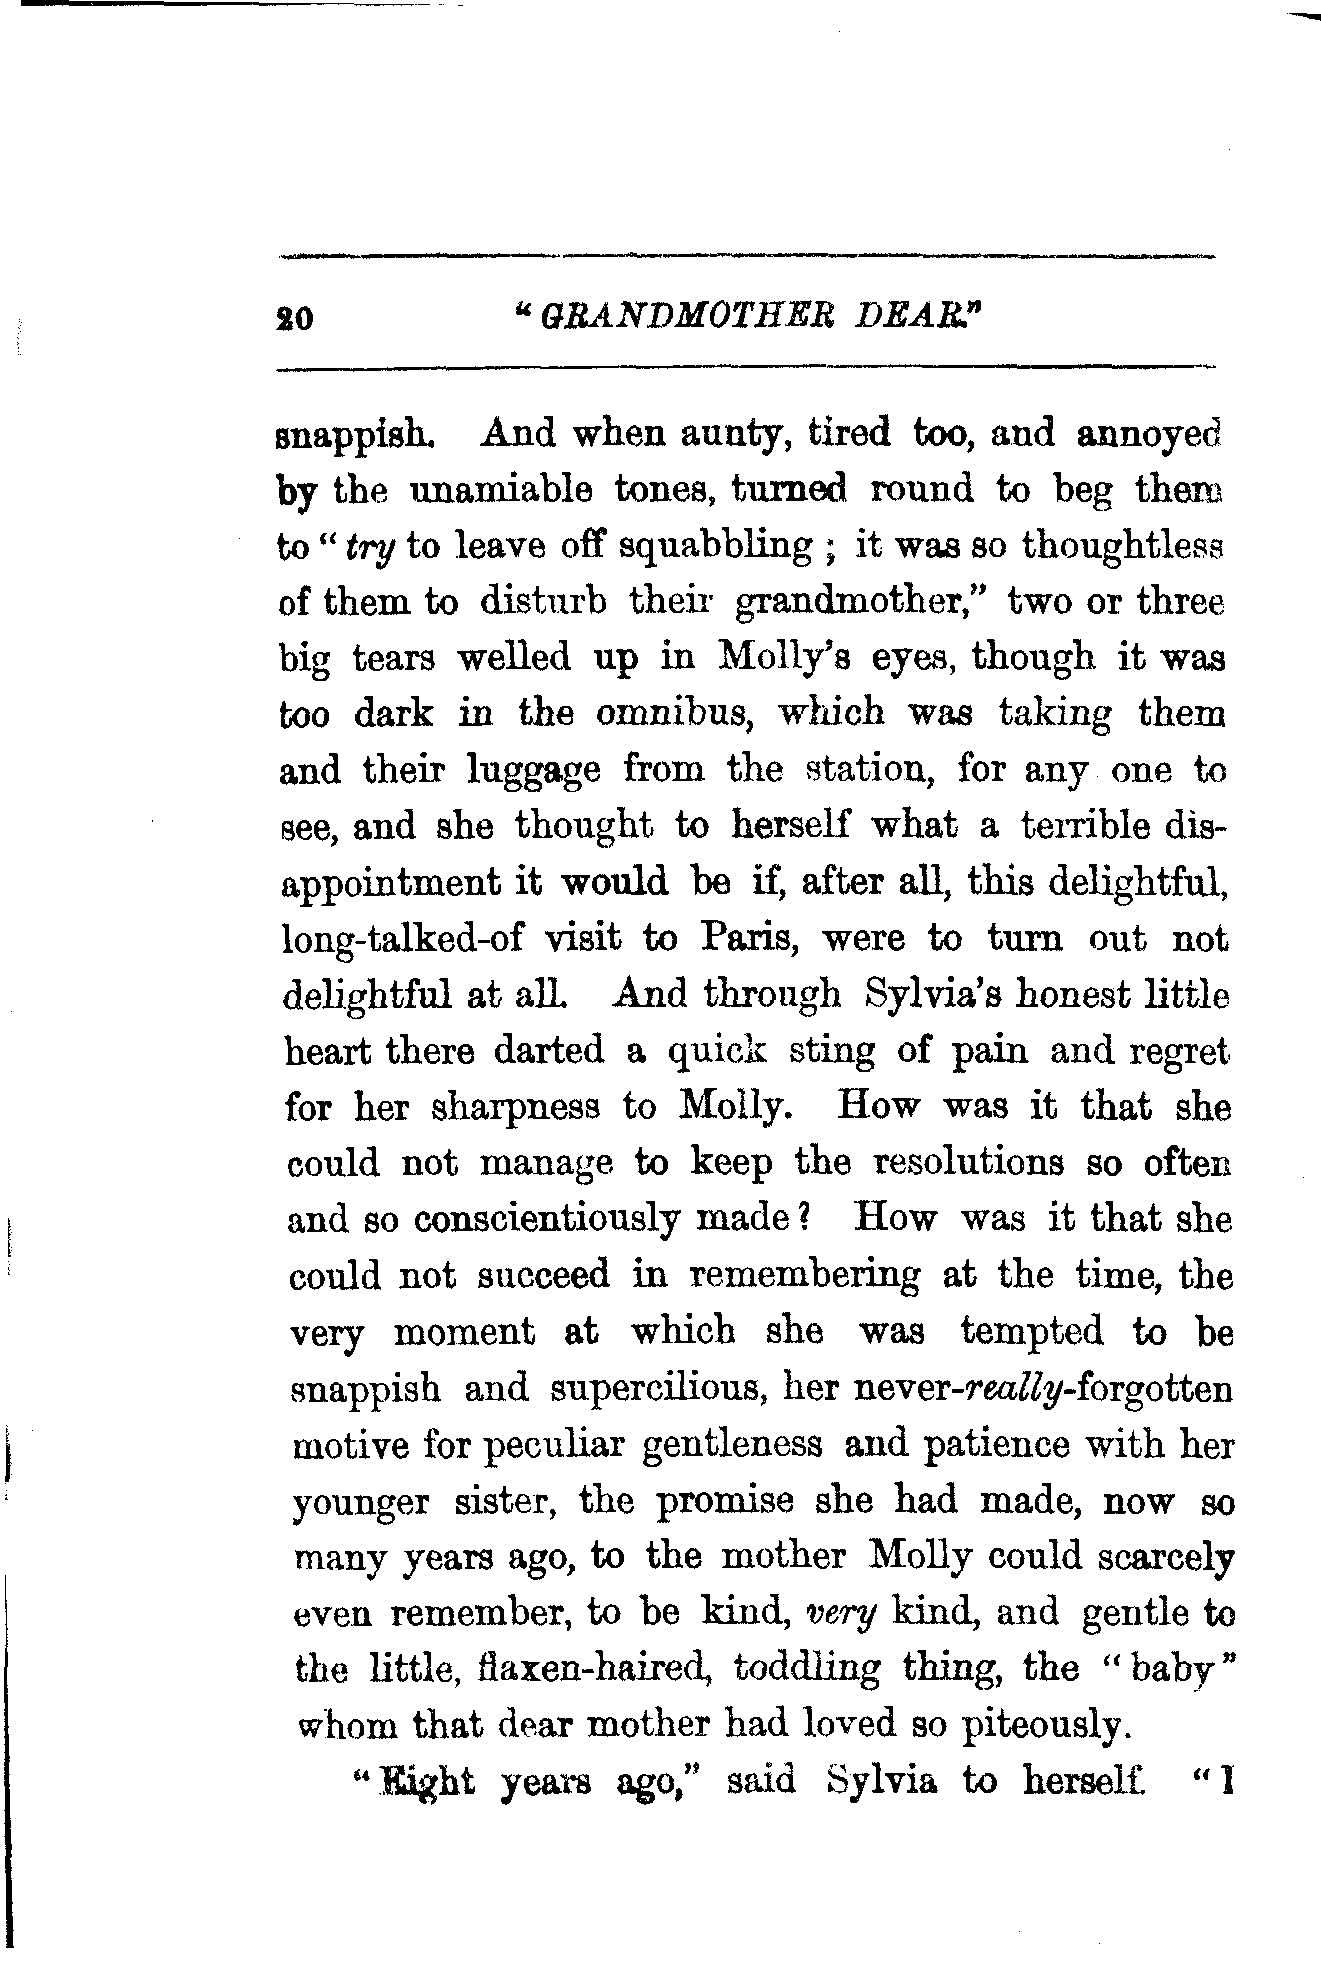 20 "GRANDMOTHER DEAR."
snappish. And when aunty, tired too, and annoyed
by the unamiable tones, turned round to beg them
to "try to leave off squabbling; it was so thoughtless
of them to disturb their grandmother," two or three
big tears welled up in Molly's eyes, though it was
too dark in the omnibus, which was taking them
and their luggage from the station, for any one to
see, and she thought to herself what a terrible dis-
appointment it would be if, after all, this delightful,
long-talked-of visit to Paris, were to turn out not
delightful at all. And through Sylvia's honest little
heart there darted a quick sting of pain and regret
for her sharpness to Molly. How was it that she
could not manage to keep the resolutions so often
and so conscientiously made? How was it that she
could not succeed in remembering at the time, the
very moment at which she was tempted to be
snappish and supercilious, her never-really-forgotten
motive for peculiar gentleness and patience with her
younger sister, the promise she had made, now so
many years ago, to the mother Molly could scarcely
even remember, to be kind, very kind, and gentle to
the little, flaxen-haired, toddling thing, the "baby"
whom that dear mother had loved so piteously.
"Eight years ago," said Sylvia to herself. "I